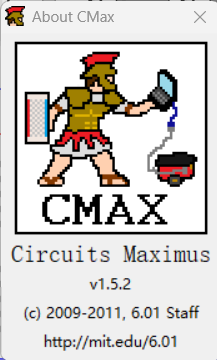 About CMax
CMAX
Circuits Maximus
v1.5.2
(c) 2009-2011, 6.01 Staff
http://mit.edu/6.01